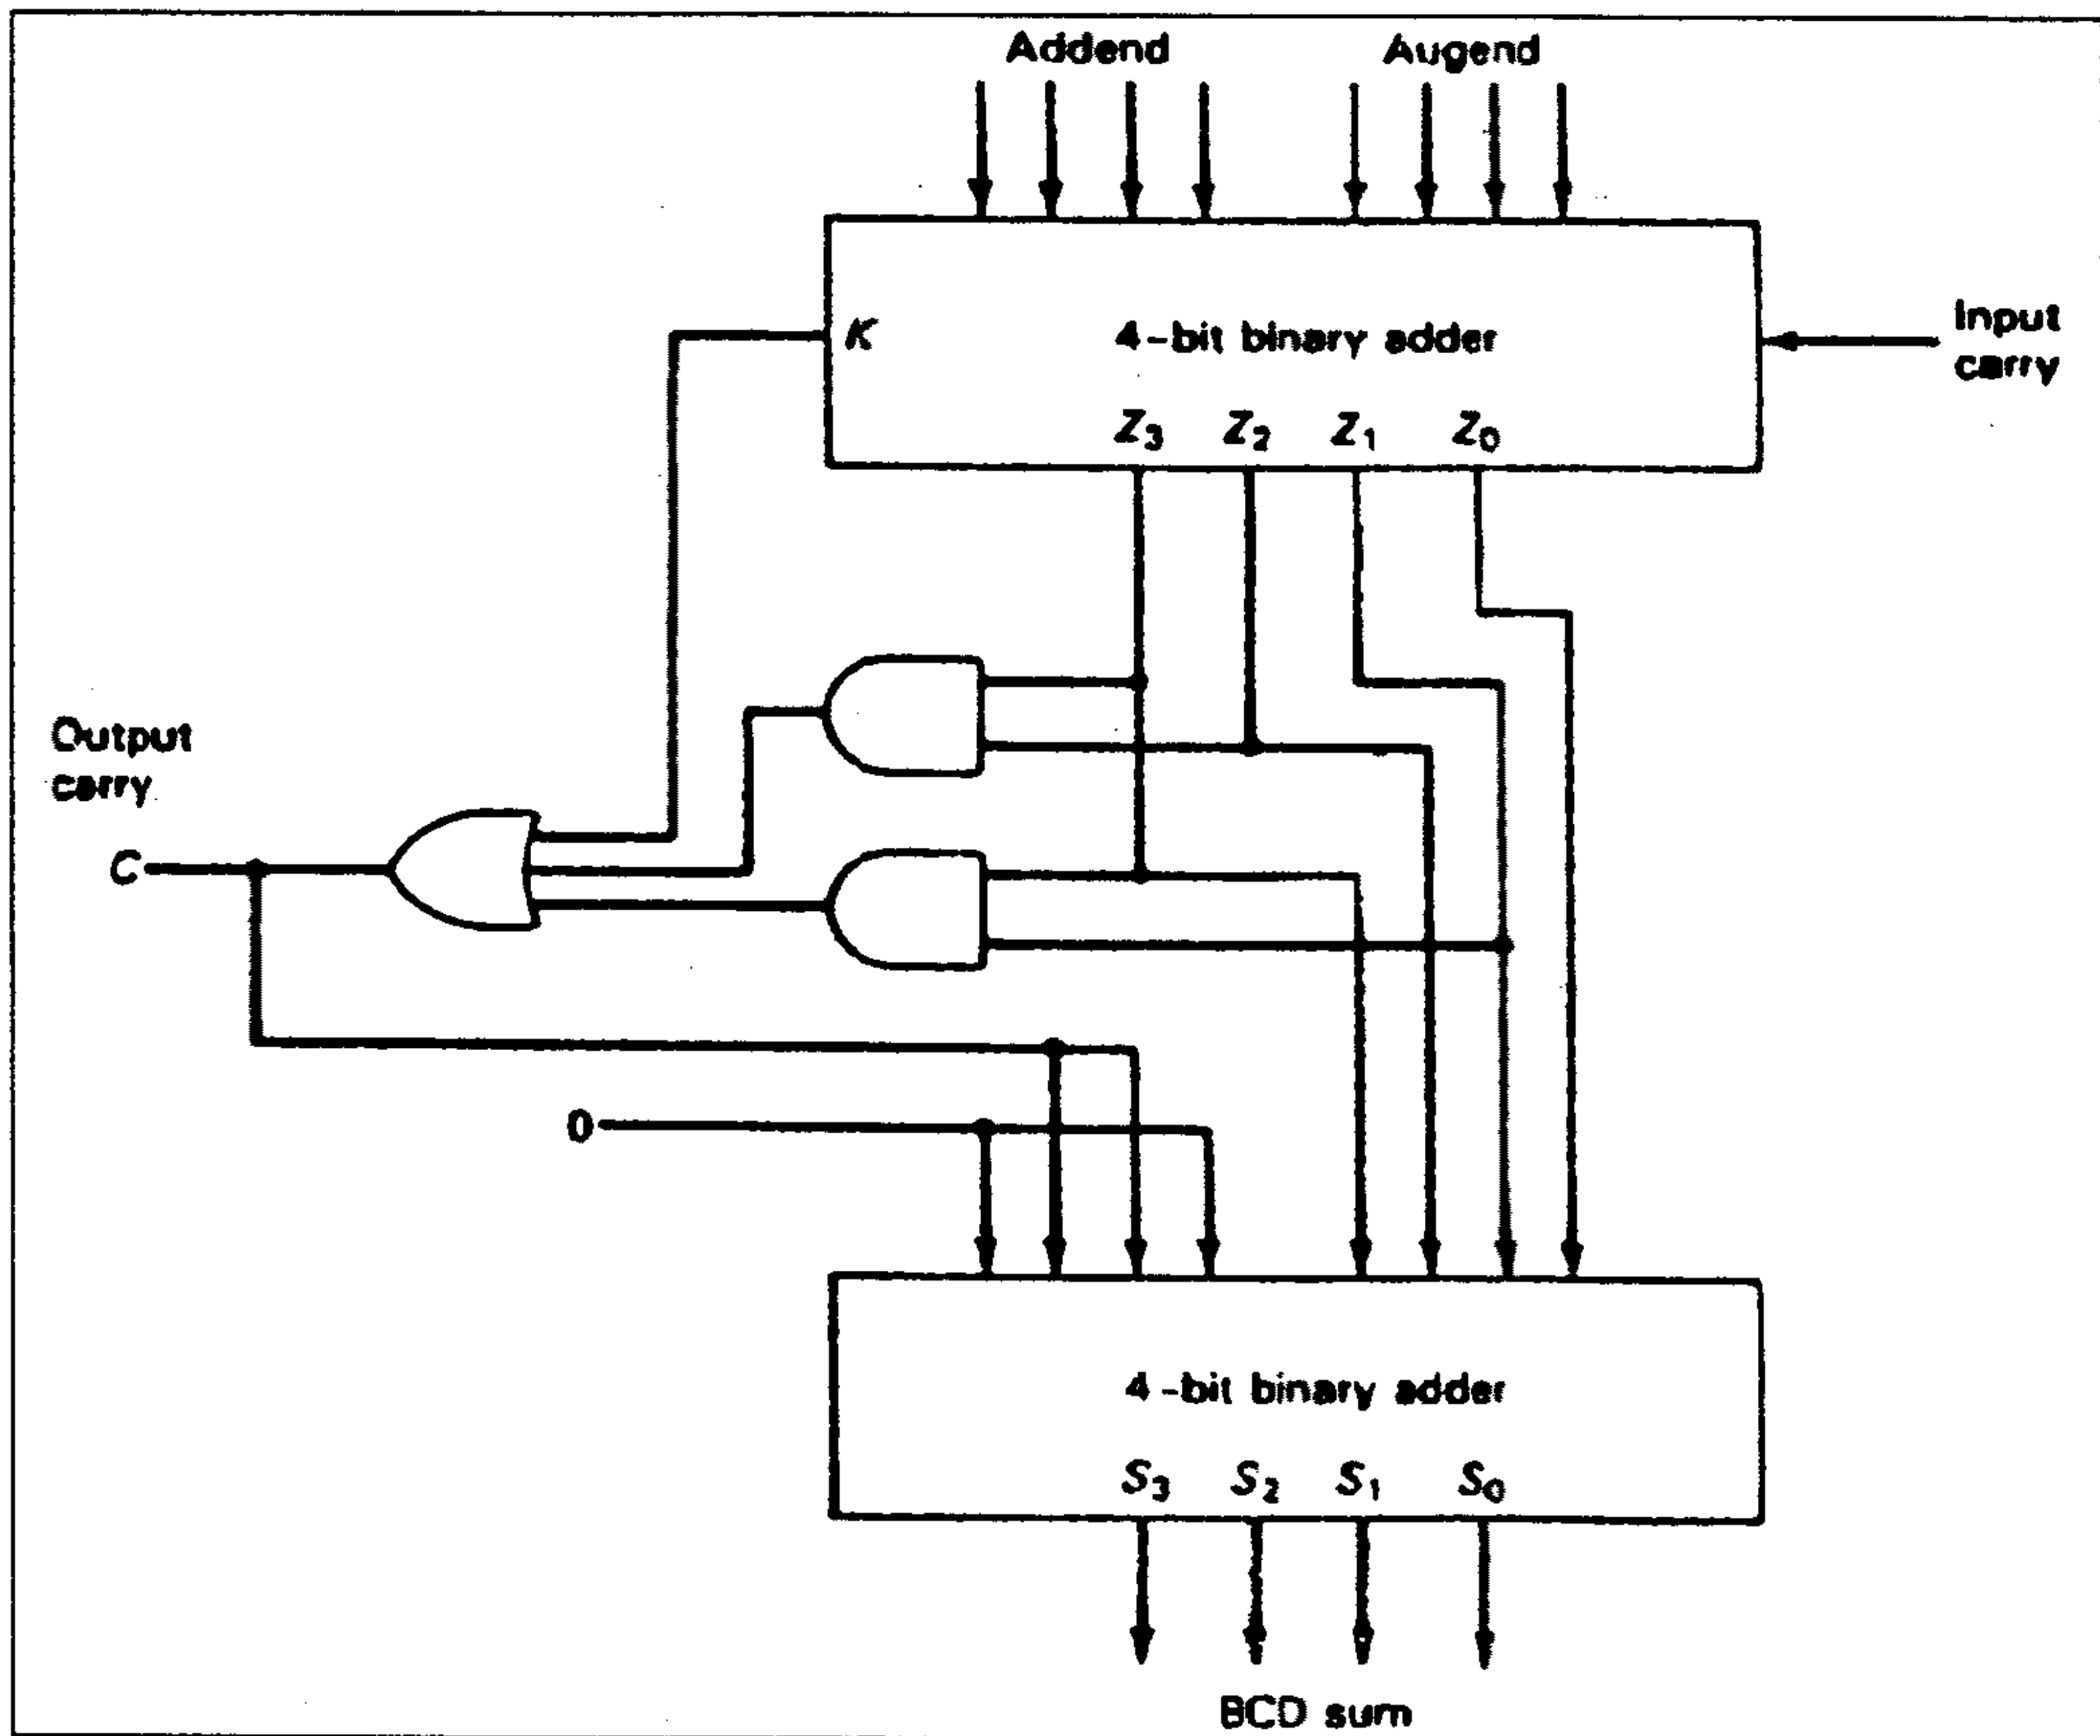 Addend
Augend
K
4-bit binary adder
Input
carry
Z3 Z2 Z1 Z0
Output
carry
C
0
4-bit binary adder
S3 S2 S1 S0
BCD sum